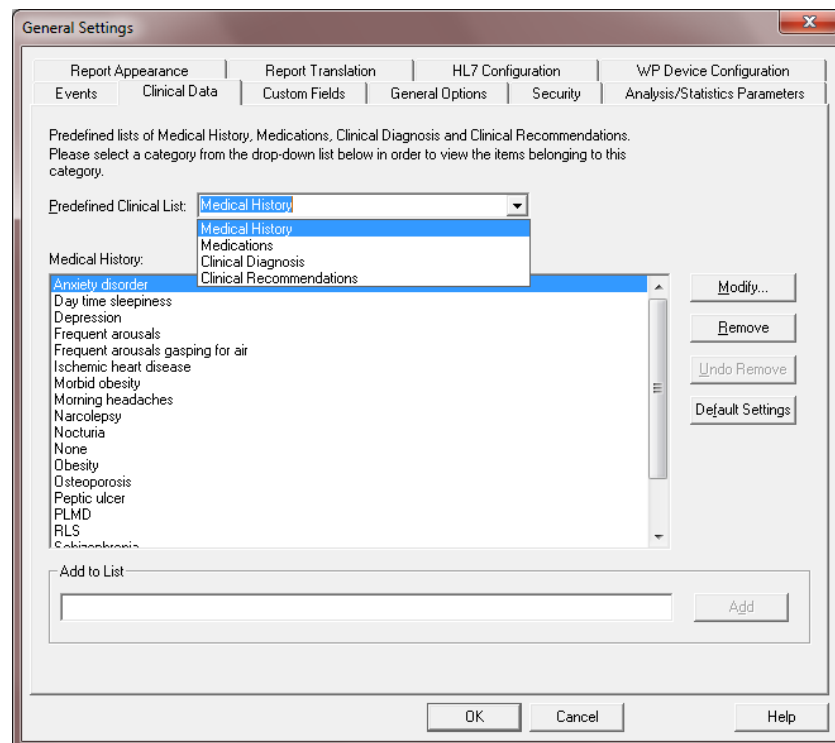 General Settings
Report Appearance Report Translation HL7 Configuration WP Device Configuration
Events Clinical Data Custom Fields General Options Security Analysis/Statistics Parameters
Predefined lists of Medical History, Medications, Clinical Diagnosis and Clinical Recommendations.
Please select a category from the drop-down list below in order to view the items belonging to this
category.
Predefined Clinical List: Medical History
Medical History
Medications
Clinical Diagnosis
Clinical Recommendations
Medical History:
Anxiety disorder
Day time sleepiness
Depression
Frequent arousals
Frequent arousals gasping for air
Ischemic heart disease
Morbid obesity
Morning headaches
Narcolepsy
Nocturia
None
Obesity
Osteoporosis
Peptic ulcer
PLMD
RLS
Schizophrenia
Modify...
Remove
Undo Remove
Default Settings
Add to List
Add
OK Cancel Help